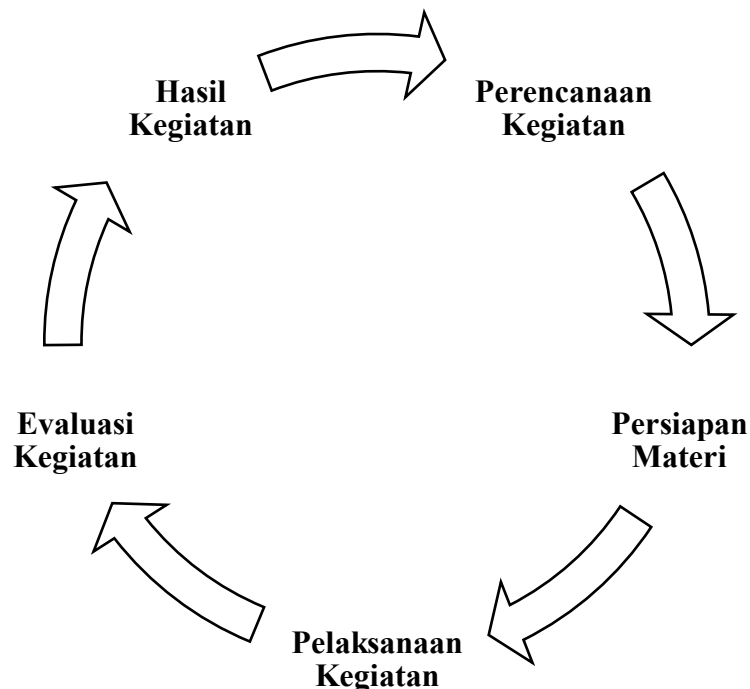 Hasil
Kegiatan
Perencanaan
Kegiatan
Persiapan
Materi
Pelaksanaan
Kegiatan
Evaluasi
Kegiatan